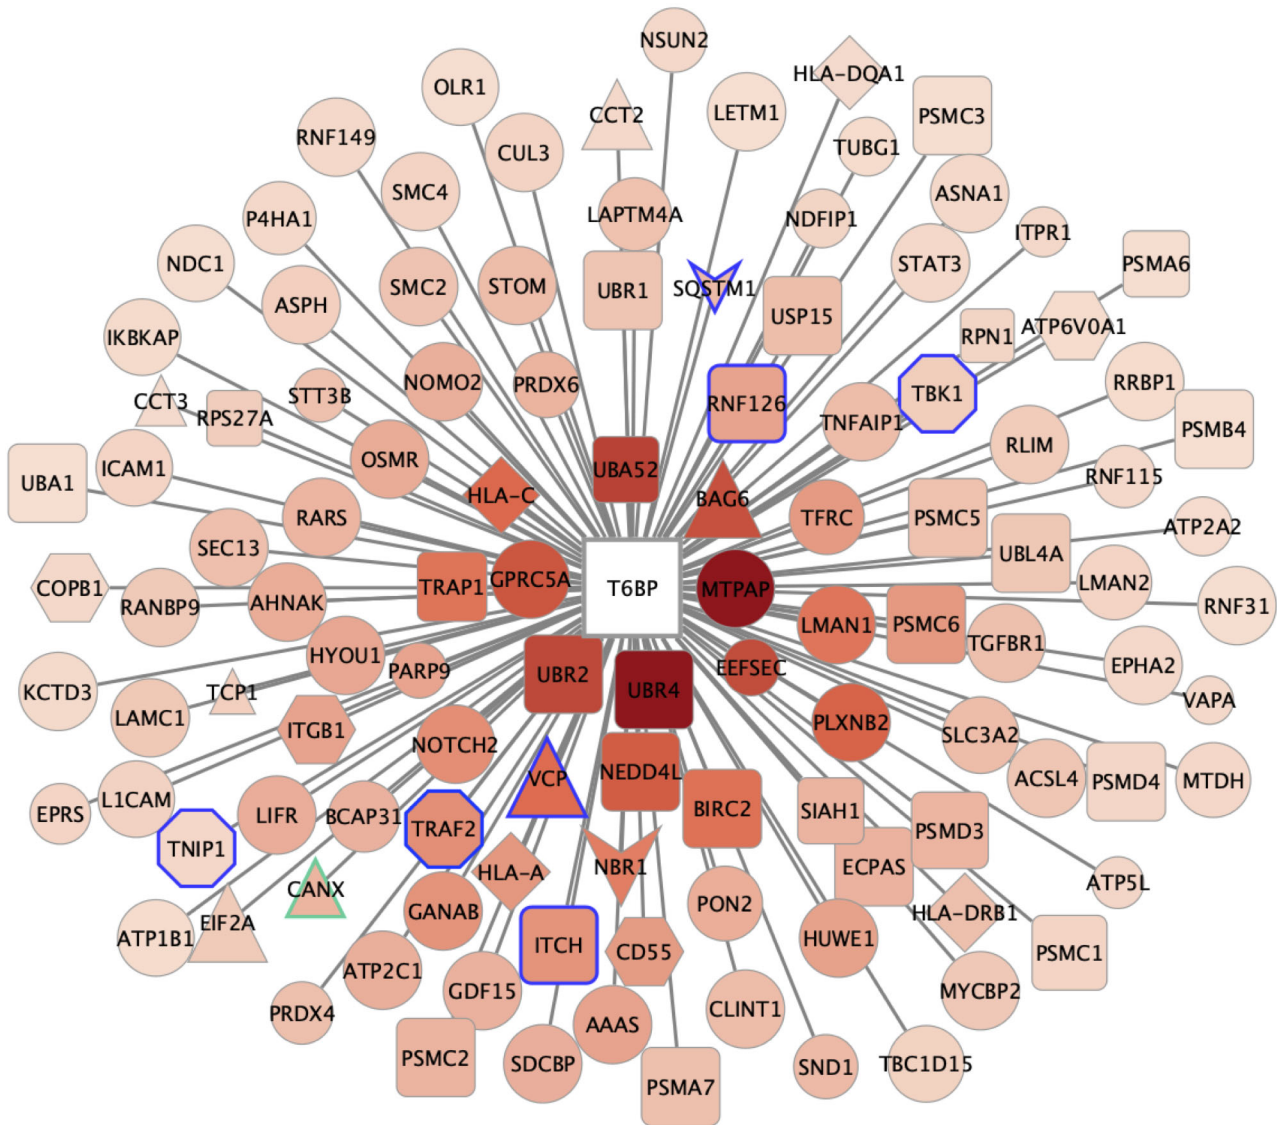 NSUN2
HLA-DQA1
OLR1
CCT2
LETM1
PSMC3
RNF149
CUL3
TUBG1
SMC4
ASNA1
P4HA1
LAPTM4A
NDFIP1
ITPR1
NDC1
SMC2
STOM
UBR1
SQSTM1
STAT3
PSMA6
ASPH
USP15
IKBKAP
RPN1
ATP6V0A1
NOMO2
PRDX6
RNF126
TBK1
RRBP1
CCT3
STT3B
RPS27A
TNFAIP1
PSMB4
OSMR
RLIM
UBA1
ICAM1
UBA52
HLA-C
BAG6
RNF115
RARS
TFRC
PSMC5
ATP2A2
SEC13
UBL4A
TRAP1
GPRC5A
T6BP
MTPAP
LMAN2
COPB1
RANBP9
AHNAK
RNF31
LMAN1
PSMC6
TGFBR1
HYOU1
PARP9
UBR2
EEFSEC
EPHA2
KCTD3
TCP1
UBR4
VAPA
LAMC1
ITGB1
PLXNB2
SLC3A2
NOTCH2
VCP
NEDD4L
ACSL4
PSMD4
MTDH
EPRS
L1CAM
LIFR
BCAP31
BIRC2
SIAH1
TRAF2
PSMD3
TNIP1
HLA-A
NBR1
ECPAS
ATP5L
CANX
GANAB
PON2
HLA-DRB1
EIF2A
ATP1B1
ITCH
CD55
HUWE1
PSMC1
ATP2C1
GDF15
MYCBP2
PRDX4
AAAS
CLINT1
PSMC2
SDCBP
SND1
TBC1D15
PSMA7